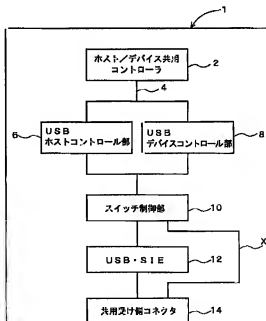 1
ホスト/デバイス共用
コントローラ
2
4
6
USB
ホストコントロール部
USB
デバイスコントロール部
8
スイッチ制御部
10
X
USB・SIE
12
共用受け側コネクタ
14